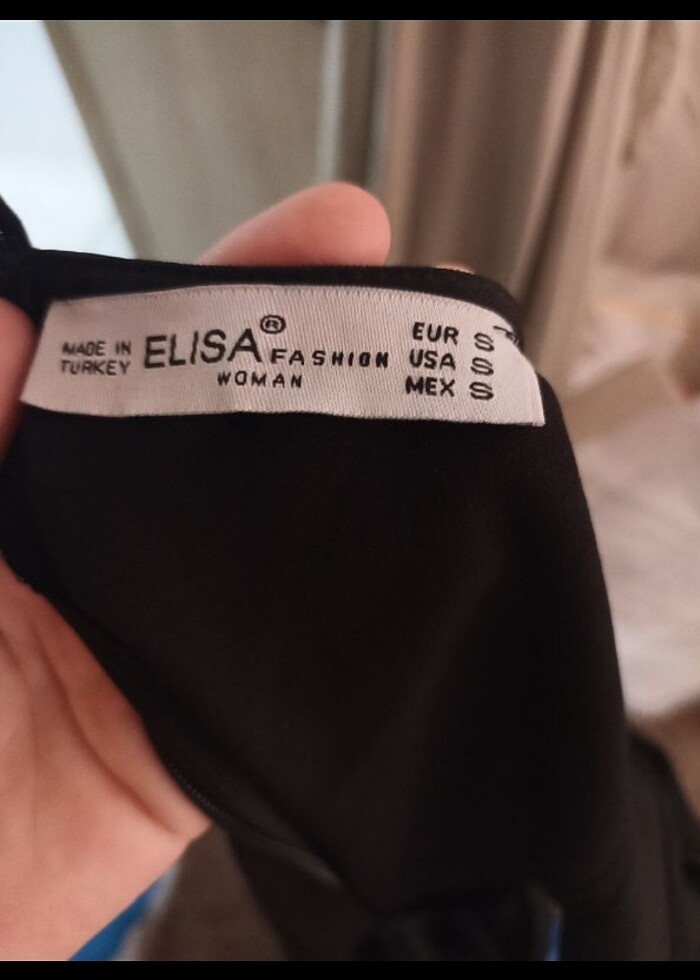 MADE IN
TURKEY
ELISA® FASHION
WOMAN
EUR S
USA S
MEX S